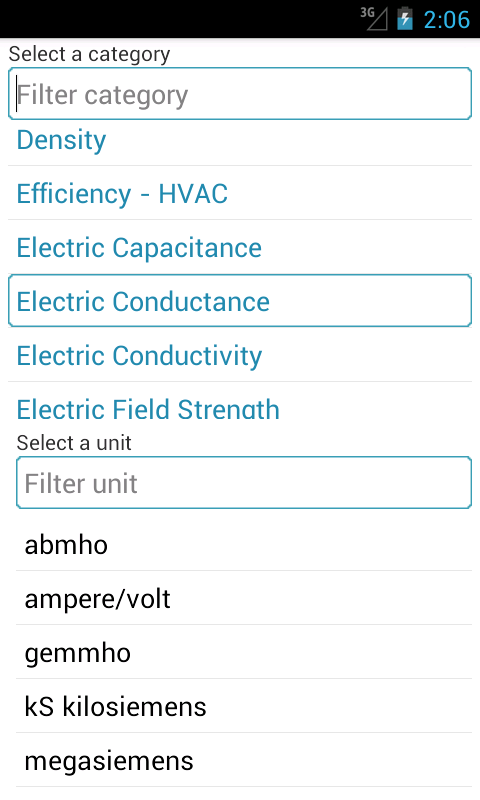 3G 2:06
Select a category
Filter category
Density
Efficiency - HVAC
Electric Capacitance
Electric Conductance
Electric Conductivity
Electric Field Strength
Select a unit
Filter unit
abmho
ampere/volt
gemmho
kS kilosiemens
megasiemens